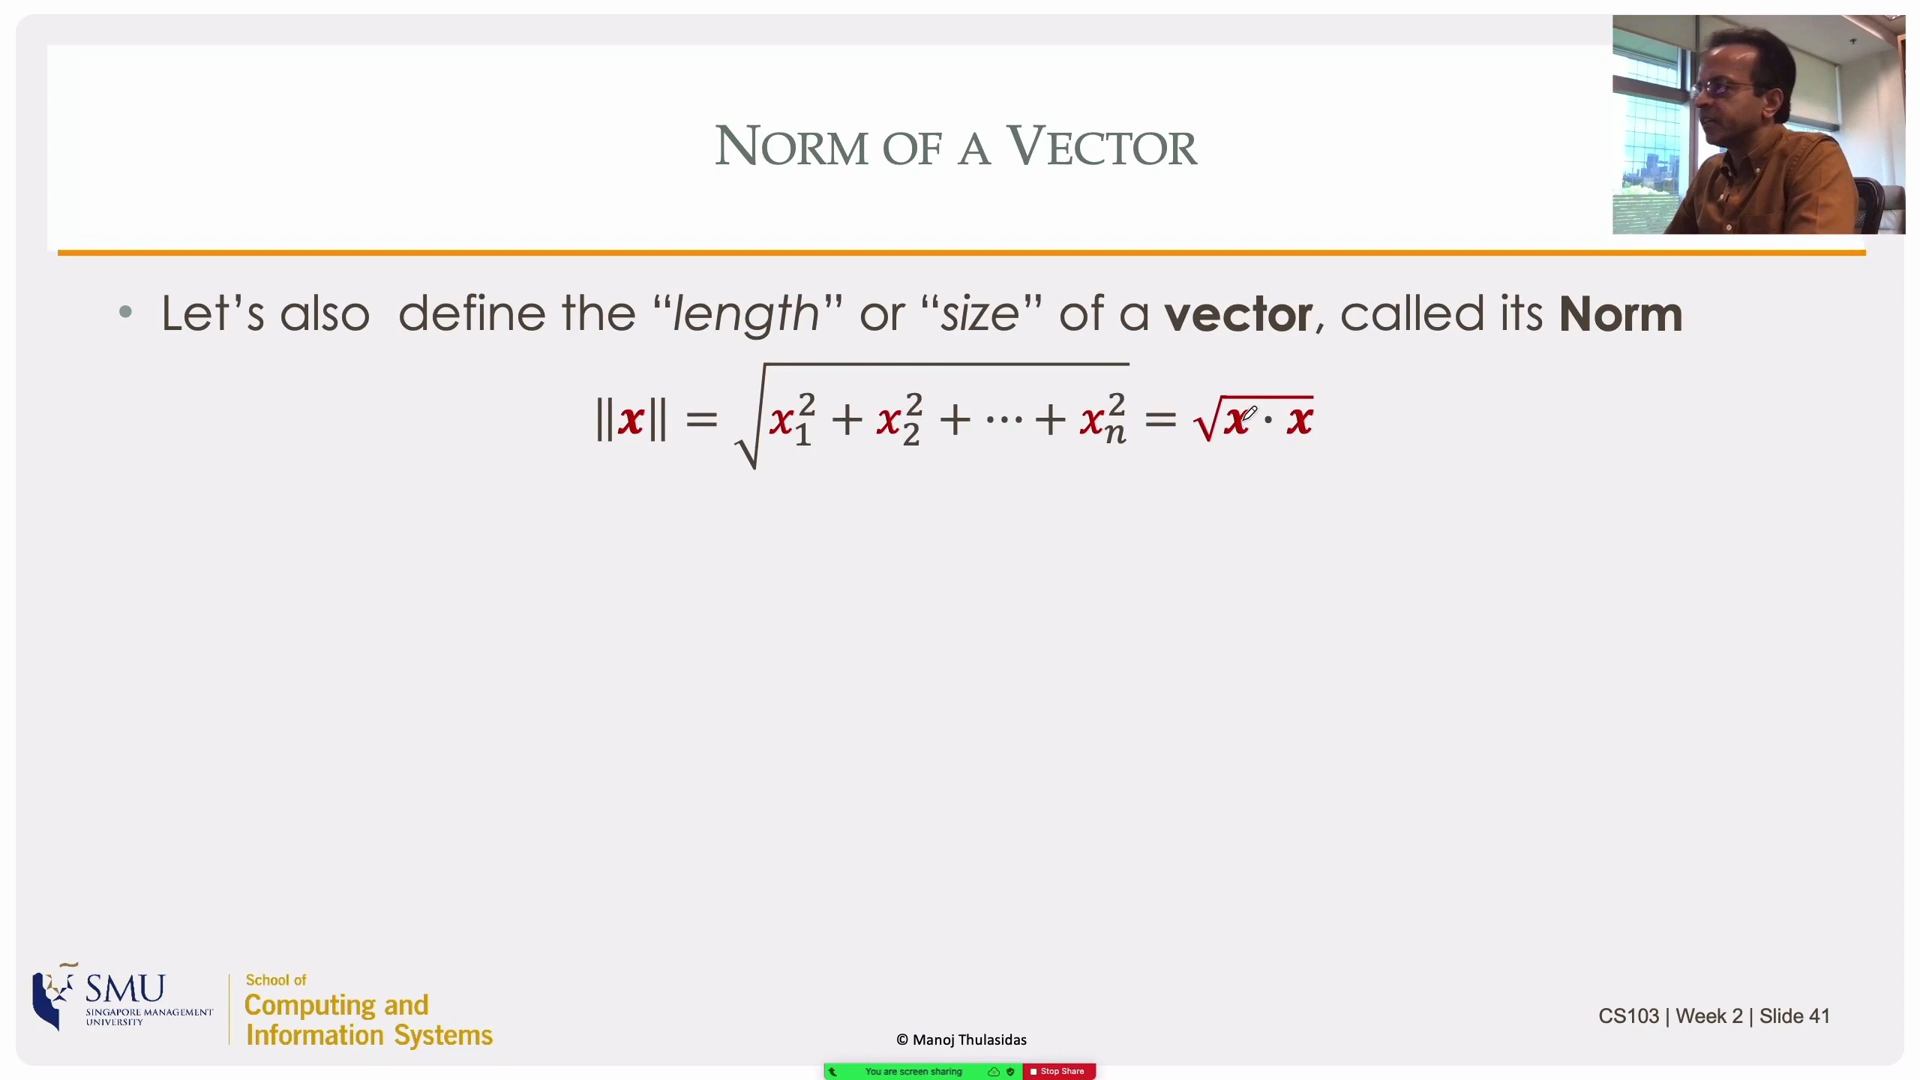 NORM OF A VECTOR
• Let’s also define the “length” or “size” of a vector, called its Norm
‖x‖ = √(x₁² + x₂² + ⋯ + xₙ²) = √(x · x)
SMU
SINGAPORE MANAGEMENT
UNIVERSITY
School of
Computing and
Information Systems
© Manoj Thulasidas
CS103 | Week 2 | Slide 41
You are screen sharing
Stop Share